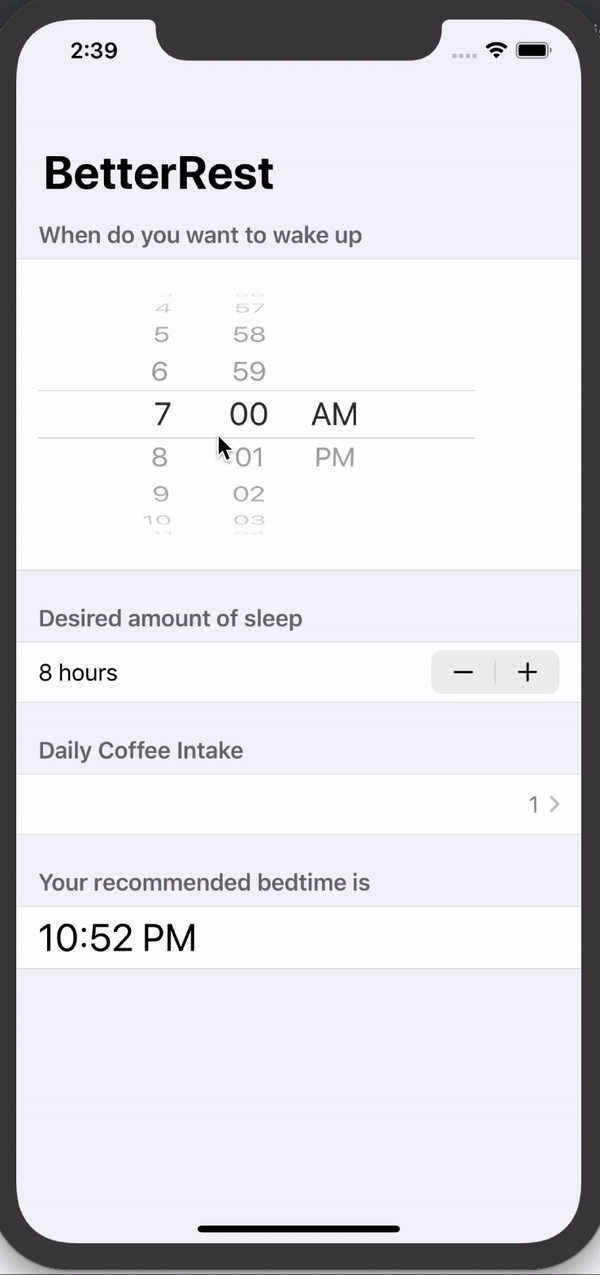 2:39
BetterRest
When do you want to wake up
4 57
5 58
6 59
7 00 AM
8 01 PM
9 02
10 03
Desired amount of sleep
8 hours
Daily Coffee Intake
1
Your recommended bedtime is
10:52 PM